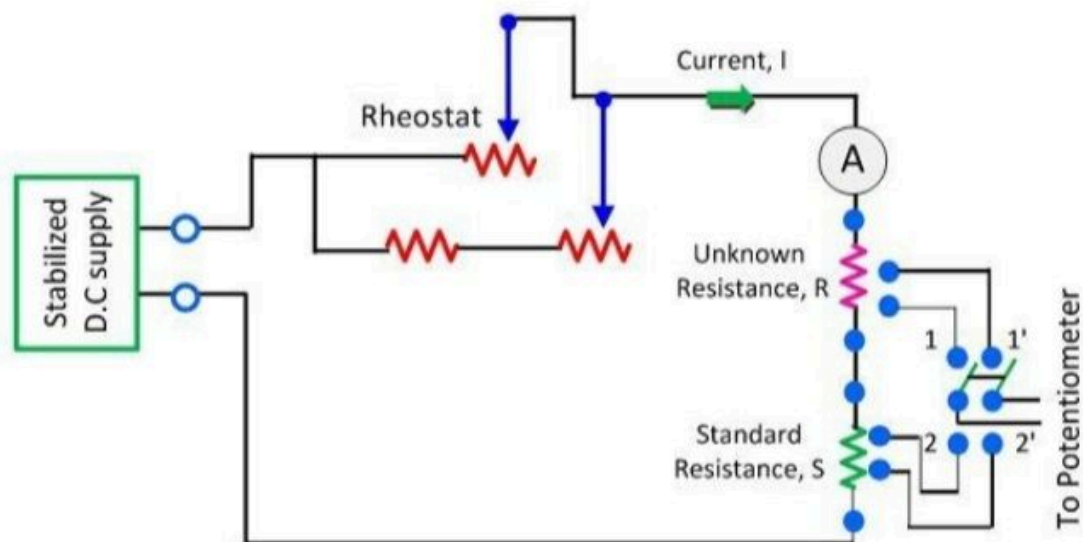 Current, I
Rheostat
A
Stabilized
D.C supply
Unknown
Resistance, R
1 1'
Standard
Resistance, S
2 2'
To Potentiometer